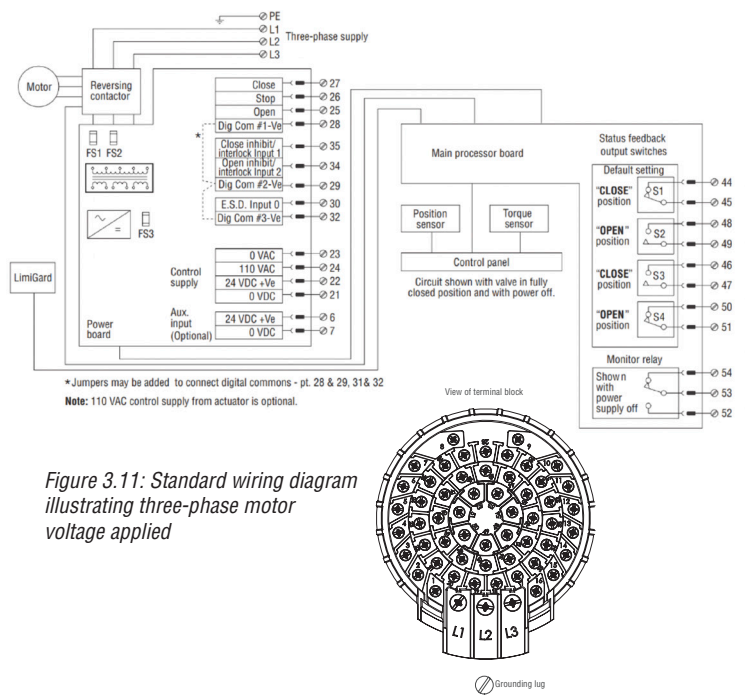 PE
L1
L2
L3
Three-phase supply
Motor
Reversing
contactor
FS1 FS2
FS3
LimiGard
Close
27
Stop
26
Open
25
Dig Com #1-Ve
28
*
Close inhibit/
interlock Input 1
35
Open inhibit/
interlock Input 2
34
Dig Com #2-Ve
29
E.S.D. Input 0
30
Dig Com #3-Ve
32
Control
supply
0 VAC
23
110 VAC
24
24 VDC +Ve
22
0 VDC
21
Aux.
input
(Optional)
24 VDC +Ve
6
0 VDC
7
Power
board
Main processor board
Position
sensor
Torque
sensor
Control panel
Circuit shown with valve in fully
closed position and with power off.
Status feedback
output switches
Default setting
"CLOSE"
position
S1
44
45
"OPEN"
position
S2
48
49
"CLOSE"
position
S3
46
47
"OPEN"
position
S4
50
51
Monitor relay
Shown
with
power
supply off
54
53
52
*Jumpers may be added to connect digital commons - pt. 28 & 29, 31& 32
Note: 110 VAC control supply from actuator is optional.
Figure 3.11: Standard wiring diagram
illustrating three-phase motor
voltage applied
View of terminal block
L1 L2 L3
Grounding lug